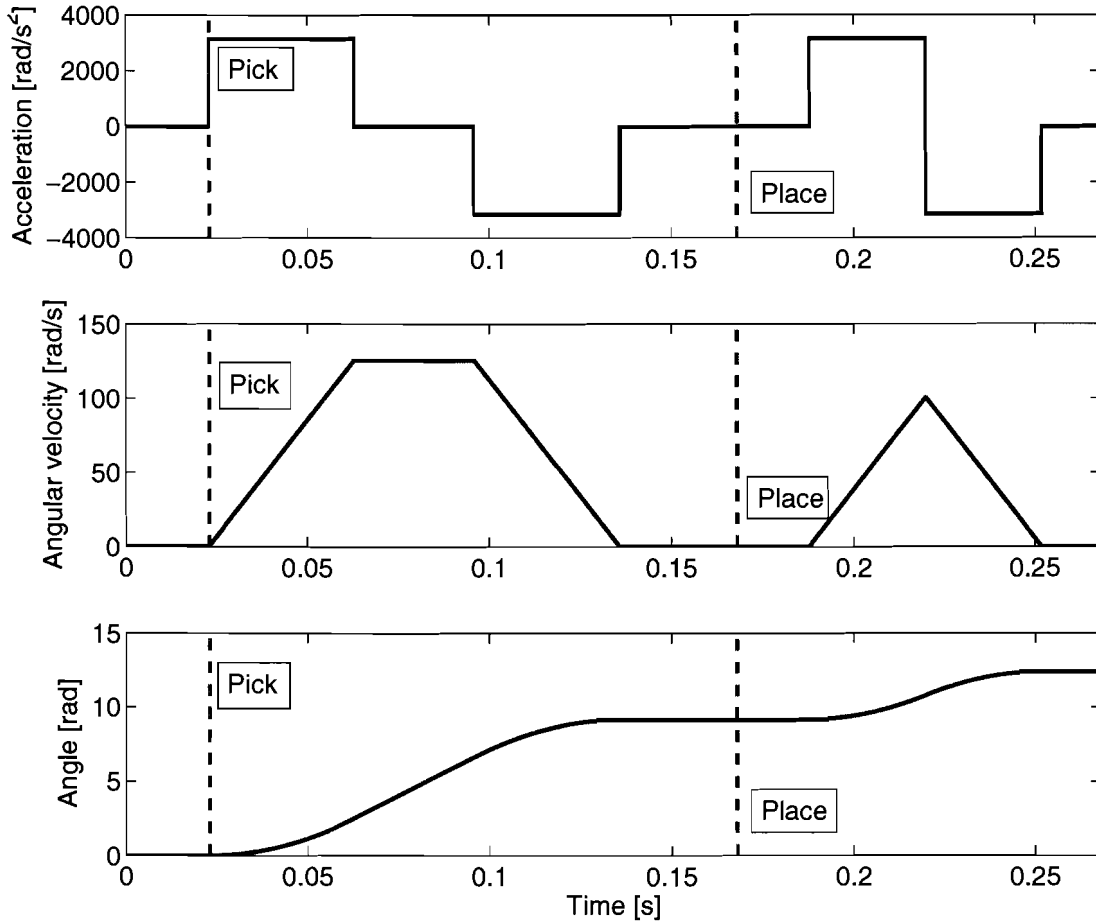 Acceleration [rad/s²]
4000
2000
0
−2000
−4000
Pick
Place
0 0.05 0.1 0.15 0.2 0.25
Angular velocity [rad/s]
150
100
50
0
Pick
Place
0 0.05 0.1 0.15 0.2 0.25
Angle [rad]
15
10
5
0
Pick
Place
0 0.05 0.1 0.15 0.2 0.25
Time [s]